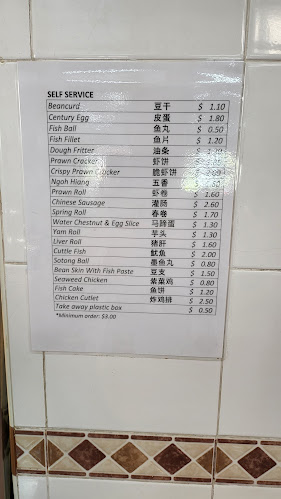 SELF SERVICE
Beancurd 豆干 $ 1.10
Century Egg 皮蛋 $ 1.80
Fish Ball 鱼丸 $ 0.50
Fish Fillet 鱼片 $ 1.20
Dough Fritter 油条 $
Prawn Cracker 虾饼 $
Crispy Prawn Cracker 脆虾饼 $ 2.00
Ngoh Hiang 五香 $
Prawn Roll 虾卷 $ 1.60
Chinese Sausage 灌肠 $ 2.60
Spring Roll 春卷 $ 1.70
Water Chestnut & Egg Slice 马蹄蛋 $ 1.30
Yam Roll 芋头 $ 1.30
Liver Roll 猪肝 $ 1.60
Cuttle Fish 鱿鱼 $ 2.00
Sotong Ball 墨鱼丸 $ 0.80
Bean Skin With Fish Paste 豆支 $ 1.50
Seaweed Chicken 紫菜鸡 $ 0.80
Fish Cake 鱼饼 $ 1.20
Chicken Cutlet 炸鸡排 $ 2.50
Take away plastic box $ 0.50
*Minimum order: $3.00